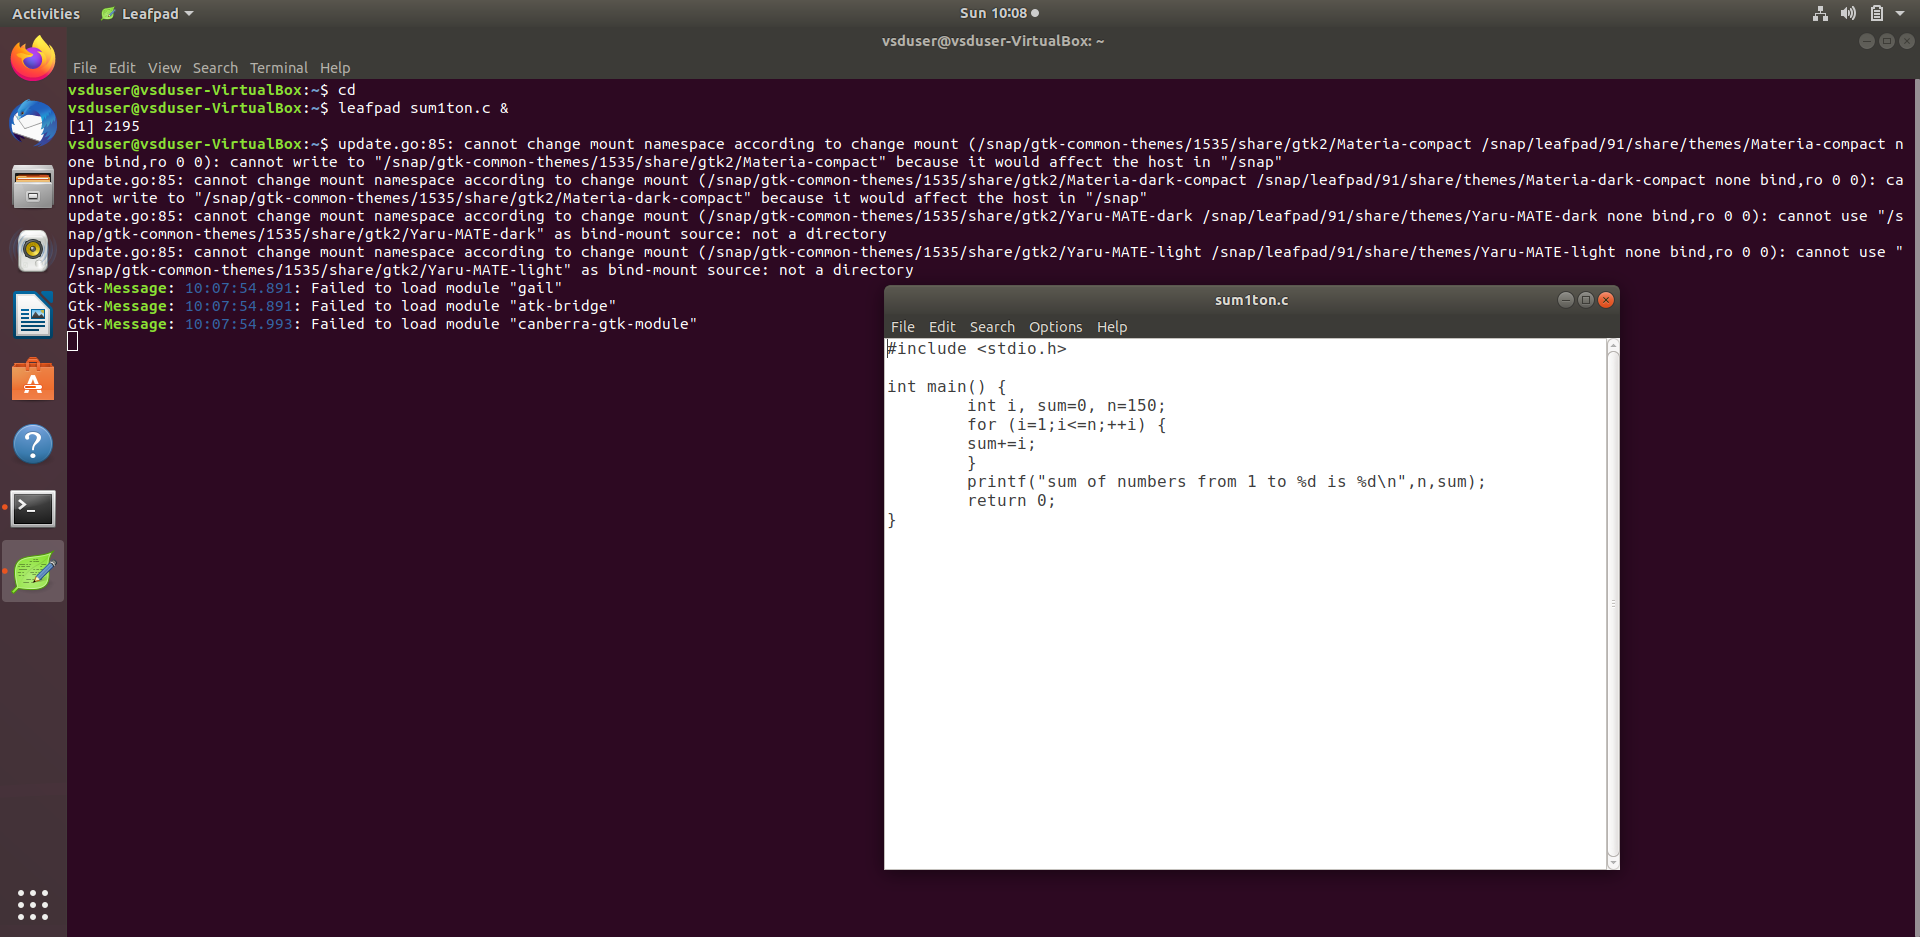 Activities Leafpad Sun 10:08
vsduser@vsduser-VirtualBox: ~
File Edit View Search Terminal Help
vsduser@vsduser-VirtualBox:~$ cd
vsduser@vsduser-VirtualBox:~$ leafpad sum1ton.c &
[1] 2195
vsduser@vsduser-VirtualBox:~$ update.go:85: cannot change mount namespace according to change mount (/snap/gtk-common-themes/1535/share/gtk2/Materia-compact /snap/leafpad/91/share/themes/Materia-compact n
one bind,ro 0 0): cannot write to "/snap/gtk-common-themes/1535/share/gtk2/Materia-compact" because it would affect the host in "/snap"
update.go:85: cannot change mount namespace according to change mount (/snap/gtk-common-themes/1535/share/gtk2/Materia-dark-compact /snap/leafpad/91/share/themes/Materia-dark-compact none bind,ro 0 0): ca
nnot write to "/snap/gtk-common-themes/1535/share/gtk2/Materia-dark-compact" because it would affect the host in "/snap"
update.go:85: cannot change mount namespace according to change mount (/snap/gtk-common-themes/1535/share/gtk2/Yaru-MATE-dark /snap/leafpad/91/share/themes/Yaru-MATE-dark none bind,ro 0 0): cannot use "/s
nap/gtk-common-themes/1535/share/gtk2/Yaru-MATE-dark" as bind-mount source: not a directory
update.go:85: cannot change mount namespace according to change mount (/snap/gtk-common-themes/1535/share/gtk2/Yaru-MATE-light /snap/leafpad/91/share/themes/Yaru-MATE-light none bind,ro 0 0): cannot use "
/snap/gtk-common-themes/1535/share/gtk2/Yaru-MATE-light" as bind-mount source: not a directory
Gtk-Message: 10:07:54.891: Failed to load module "gail"
Gtk-Message: 10:07:54.891: Failed to load module "atk-bridge"
Gtk-Message: 10:07:54.993: Failed to load module "canberra-gtk-module"
sum1ton.c
File Edit Search Options Help
#include <stdio.h>
int main() {
int i, sum=0, n=150;
for (i=1;i<=n;++i) {
sum+=i;
}
printf("sum of numbers from 1 to %d is %d\n",n,sum);
return 0;
}